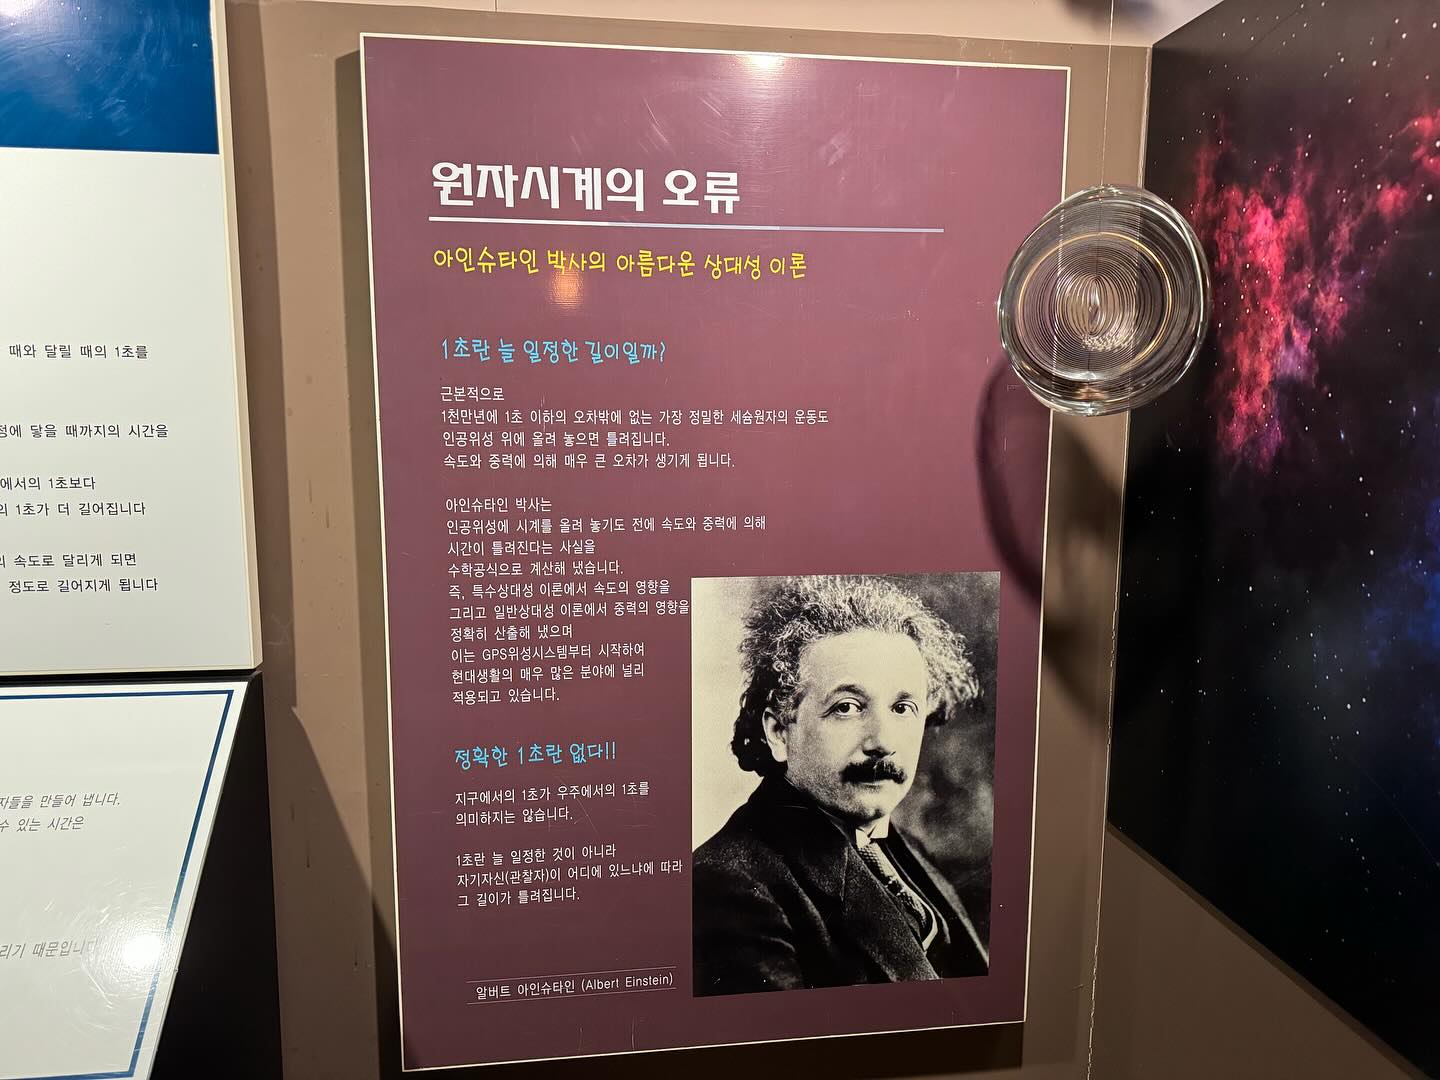 원자시계의 오류
아인슈타인 박사의 아름다운 상대성 이론
1초란 늘 일정한 길이일까?
근본적으로
1천만년에 1초 이하의 오차밖에 없는 가장 정밀한 세슘원자의 운동도
인공위성 위에 올려 놓으면 틀려집니다.
속도와 중력에 의해 매우 큰 오차가 생기게 됩니다.
아인슈타인 박사는
인공위성에 시계를 올려 놓기도 전에 속도와 중력에 의해
시간이 틀려진다는 사실을
수학공식으로 계산해 냈습니다.
즉, 특수상대성 이론에서 속도의 영향을
그리고 일반상대성 이론에서 중력의 영향을
정확히 산출해 냈으며
이는 GPS위성시스템부터 시작하여
현대생활의 매우 많은 분야에 널리
적용되고 있습니다.
정확한 1초란 없다!!
지구에서의 1초가 우주에서의 1초를
의미하지는 않습니다.
1초란 늘 일정한 것이 아니라
자기자신(관찰자)이 어디에 있느냐에 따라
그 길이가 틀려집니다.
알버트 아인슈타인 (Albert Einstein)
때와 달릴 때의 1초를
닿을 때까지의 시간을
에서의 1초보다
1초가 더 길어집니다
속도로 달리게 되면
정도로 길어지게 됩니다
자들을 만들어 냅니다.
수 있는 시간은
리기 때문입니다